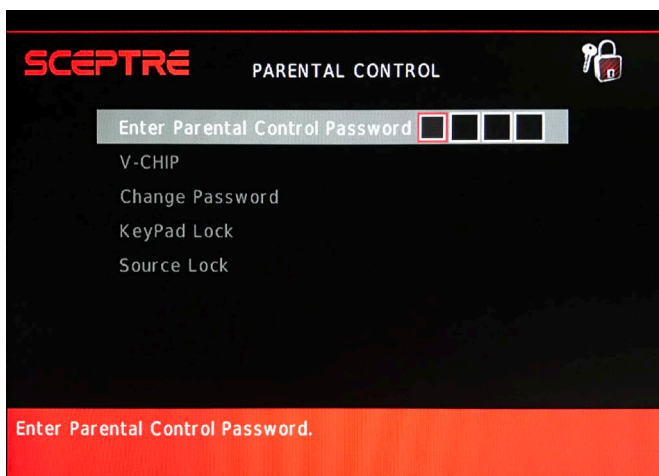 SCEPTRE
PARENTAL CONTROL
Enter Parental Control Password
V-CHIP
Change Password
KeyPad Lock
Source Lock
Enter Parental Control Password.